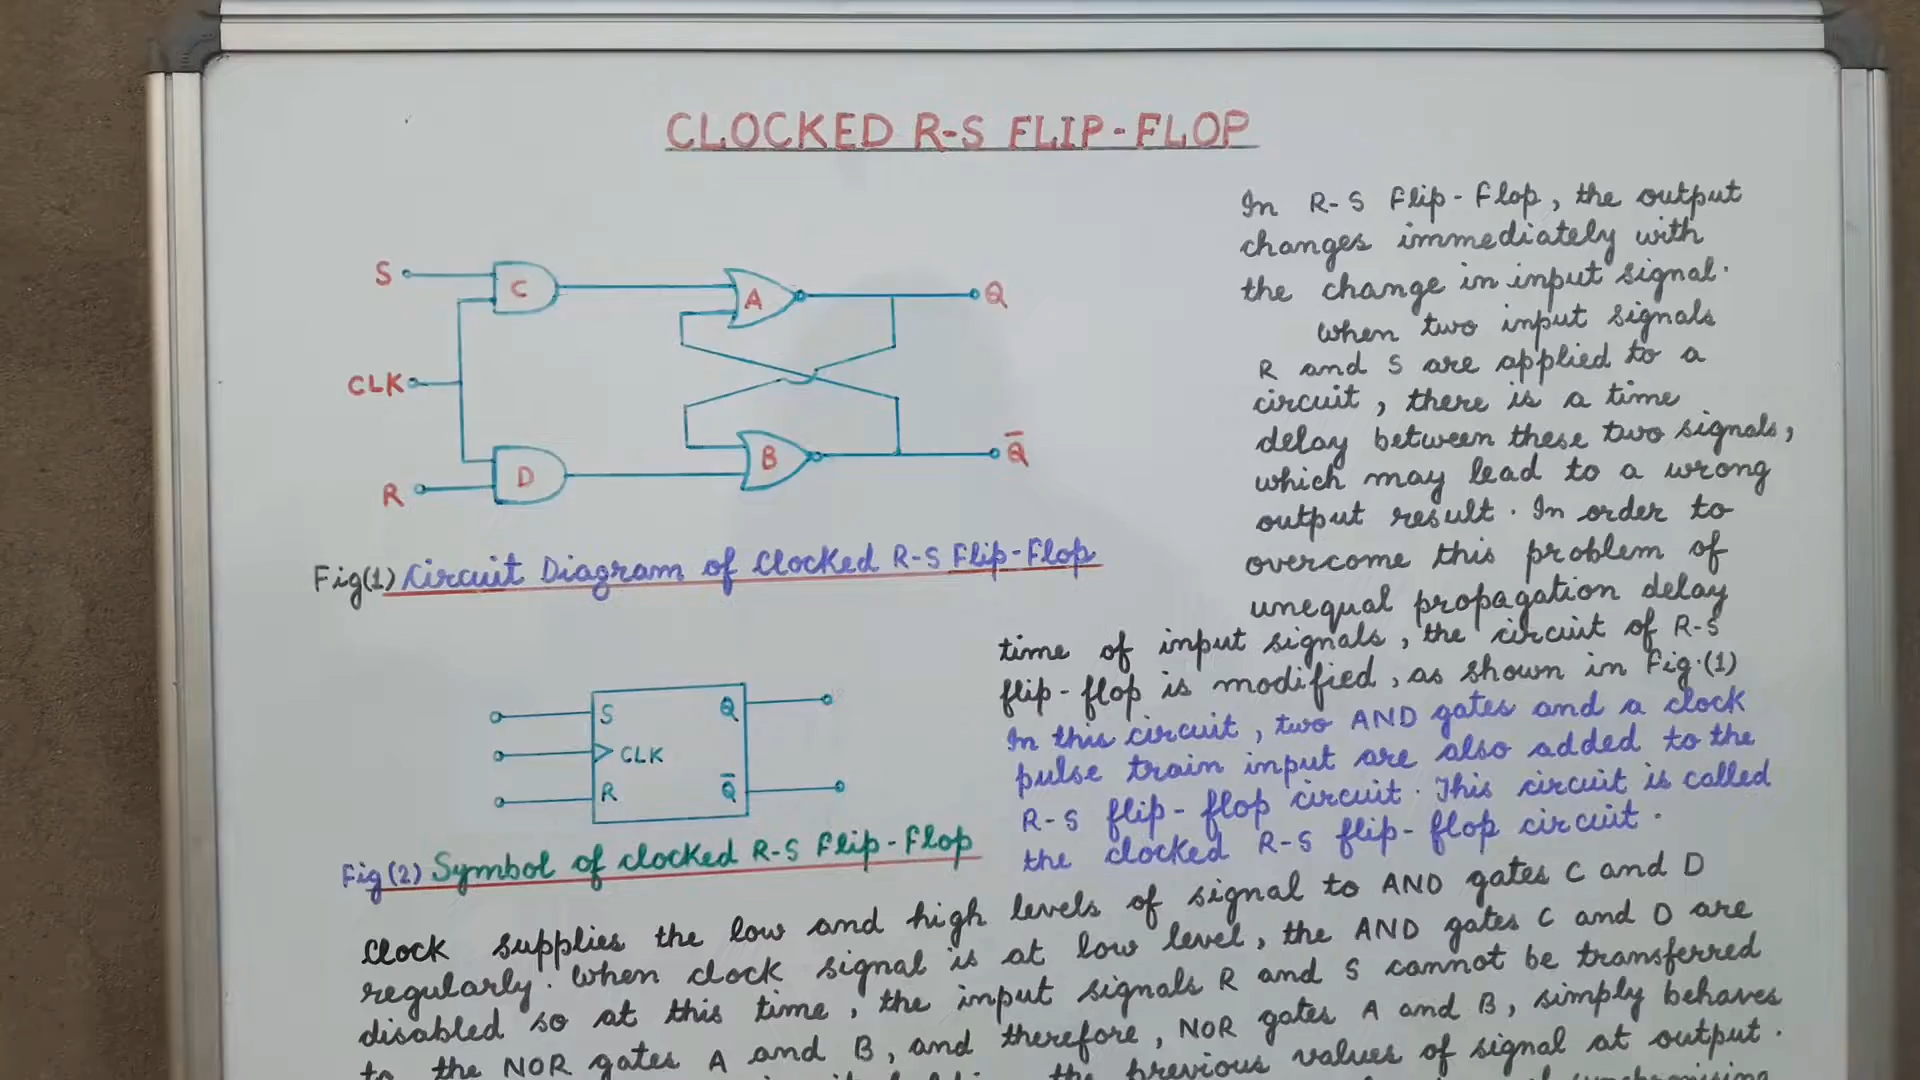 CLOCKED R-S FLIP-FLOP
S
C
A
Q
CLK
R
D
B
Q̅
Fig(1) Circuit Diagram of Clocked R-S Flip-Flop
S
Q
CLK
R
Q̅
Fig(2) Symbol of clocked R-S Flip-Flop
In R-S Flip-Flop, the output
changes immediately with
the change in input signal.
When two input signals
R and S are applied to a
circuit, there is a time
delay between these two signals,
which may lead to a wrong
output result. In order to
overcome this problem of
unequal propagation delay
time of input signals, the circuit of R-S
flip-flop is modified, as shown in Fig.(1)
In this circuit, two AND gates and a clock
pulse train input are also added to the
R-S flip-flop circuit. This circuit is called
the clocked R-S flip-flop circuit.
Clock supplies the low and high levels of signal to AND gates C and D
regularly. When clock signal is at low level, the AND gates C and D are
disabled so at this time, the input signals R and S cannot be transferred
to the NOR gates A and B, and therefore, NOR gates A and B, simply behaves
the previous values of signal at output.